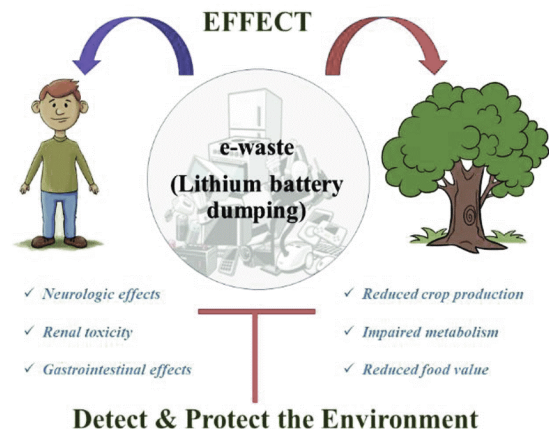 EFFECT
e-waste
(Lithium battery
dumping)
✓ Neurologic effects
✓ Renal toxicity
✓ Gastrointestinal effects
✓ Reduced crop production
✓ Impaired metabolism
✓ Reduced food value
Detect & Protect the Environment